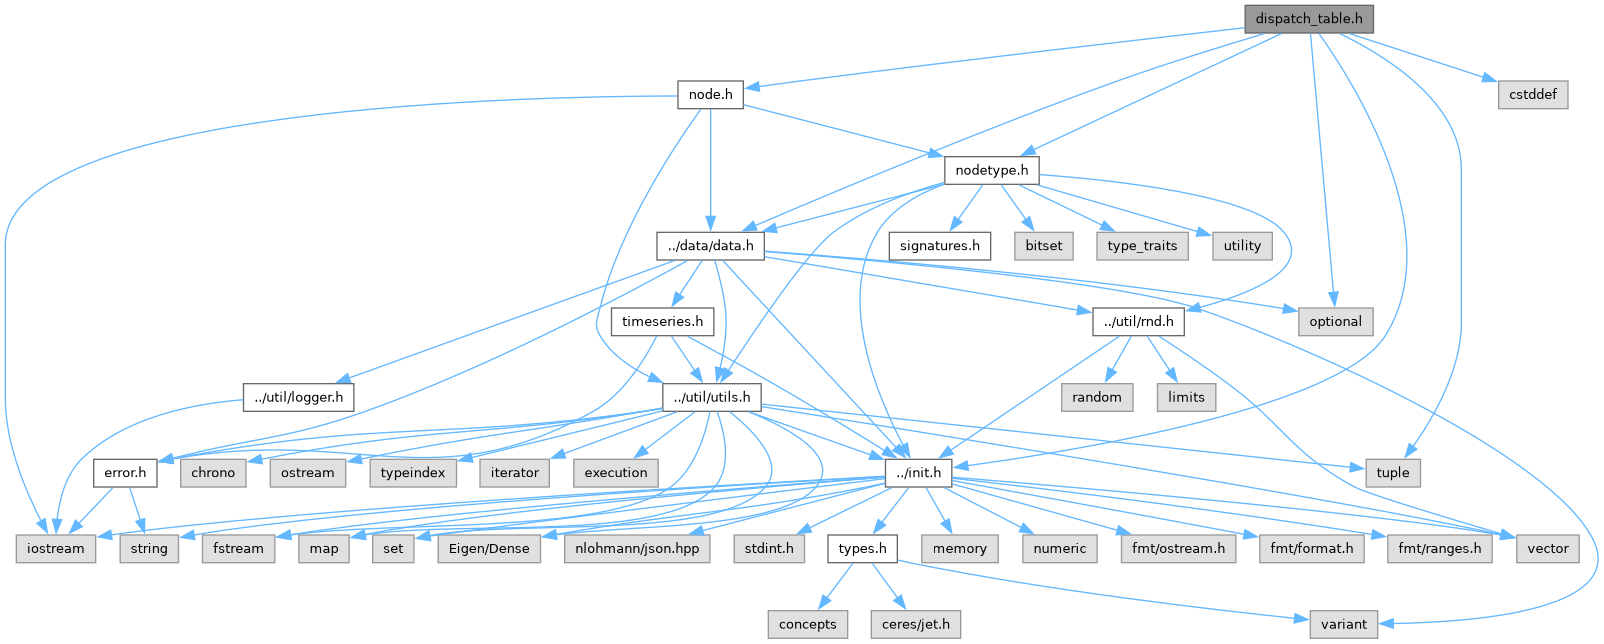 dispatch_table.h
node.h
cstddef
nodetype.h
../data/data.h
signatures.h
bitset
type_traits
utility
timeseries.h
../util/rnd.h
optional
../util/logger.h
../util/utils.h
random
limits
error.h
chrono
ostream
typeindex
iterator
execution
../init.h
tuple
iostream
string
fstream
map
set
Eigen/Dense
nlohmann/json.hpp
stdint.h
types.h
memory
numeric
fmt/ostream.h
fmt/format.h
fmt/ranges.h
vector
concepts
ceres/jet.h
variant